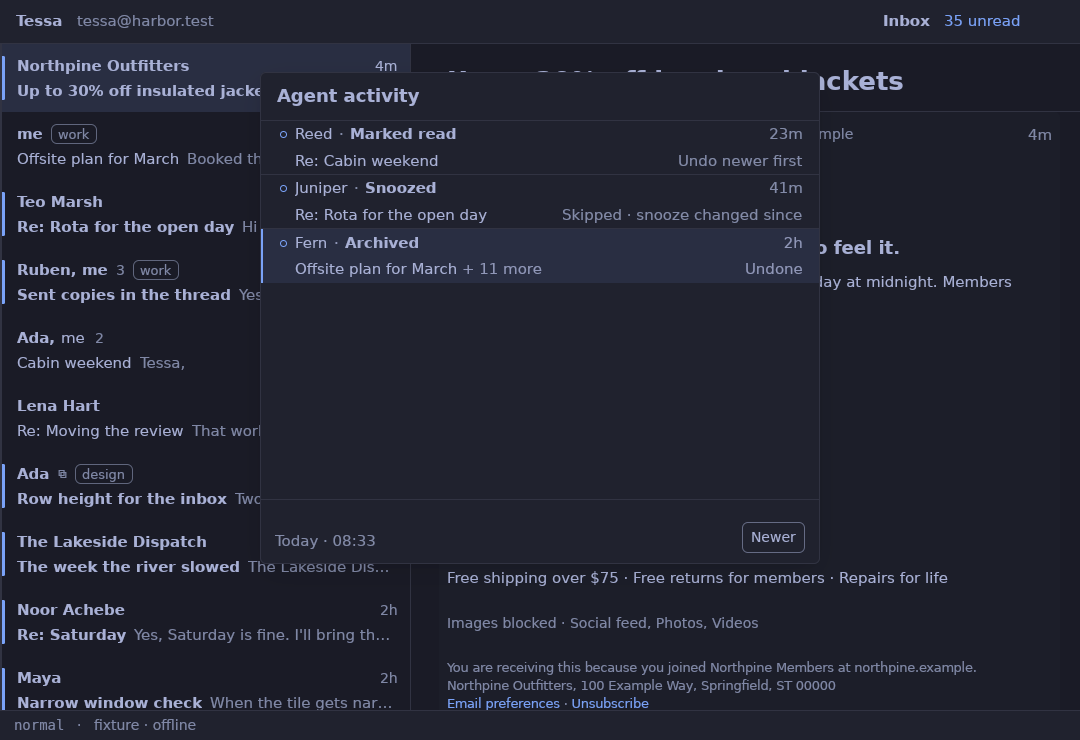 Tessa tessa@harbor.test Inbox 35 unread
Northpine Outfitters 4m
Up to 30% off insulated jacke
me work
Offsite plan for March Booked th
Teo Marsh
Re: Rota for the open day Hi
Ruben, me 3 work
Sent copies in the thread Yes
Ada, me 2
Cabin weekend Tessa,
Lena Hart
Re: Moving the review That work
Ada design
Row height for the inbox Two
The Lakeside Dispatch
The week the river slowed The Lakeside Dis…
Noor Achebe 2h
Re: Saturday Yes, Saturday is fine. I'll bring th…
Maya 2h
Narrow window check When the tile gets nar…
Agent activity
Reed · Marked read 23m
Re: Cabin weekend Undo newer first
Juniper · Snoozed 41m
Re: Rota for the open day Skipped · snooze changed since
Fern · Archived 2h
Offsite plan for March + 11 more Undone
Today · 08:33 Newer
jackets
mple 4m
o feel it.
day at midnight. Members
Free shipping over $75 · Free returns for members · Repairs for life
Images blocked · Social feed, Photos, Videos
You are receiving this because you joined Northpine Members at northpine.example.
Northpine Outfitters, 100 Example Way, Springfield, ST 00000
Email preferences · Unsubscribe
normal · fixture · offline